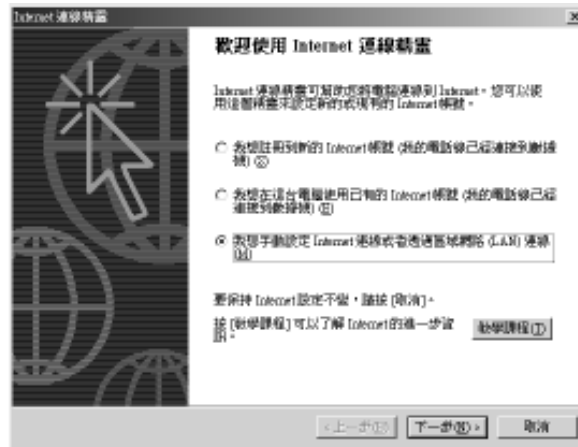 Internet 連線精靈
歡迎使用 Internet 連線精靈
Internet 連線精靈可幫助您將電腦連線到 Internet。您可以使
用這個精靈來設定新的或現有的 Internet 帳號。
我想註冊到新的 Internet 帳號 (我的電話線已經連接到數據
機) (S)
我想在這台電腦使用已有的 Internet 帳號 (我的電話線已經
連接到數據機) (E)
我想手動設定 Internet 連線或者透過區域網路 (LAN) 連線
(M)
要保持 Internet 設定不變,請按 [取消]。
按 [教學課程] 可以了解 Internet 的進一步資
訊。
教學課程(T)
<上一步(B)
下一步(N)>
取消